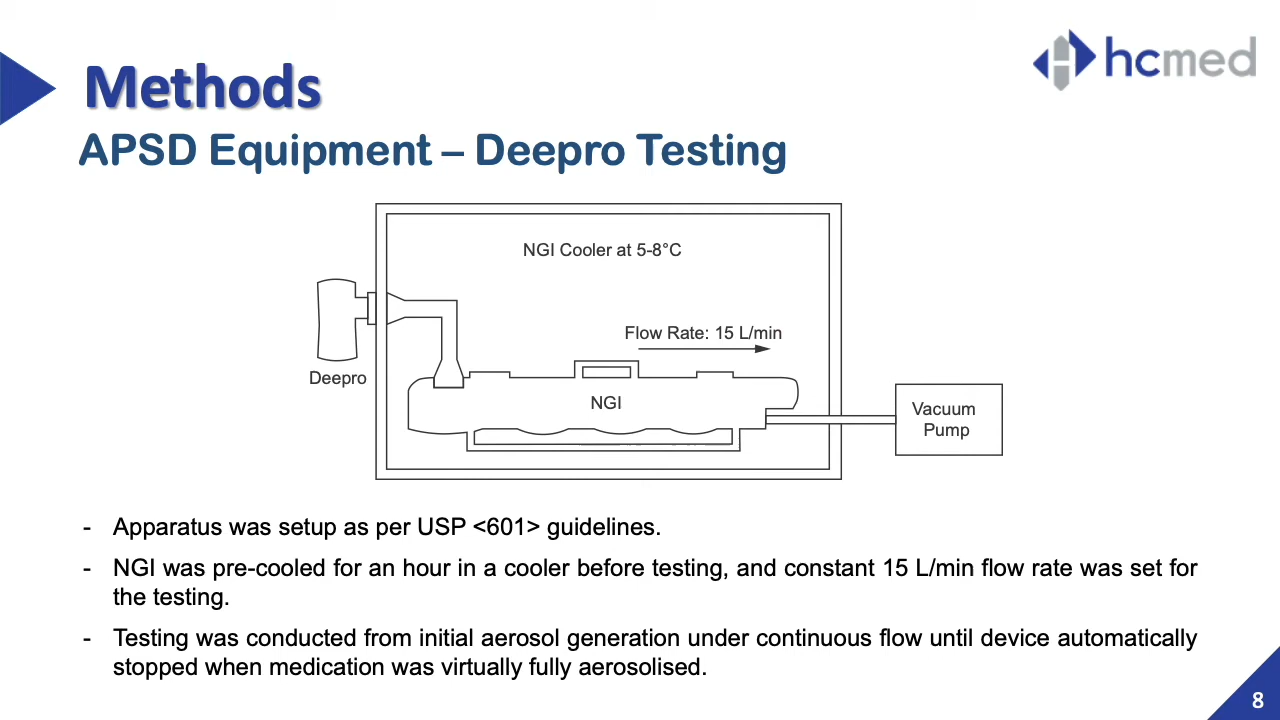 hcmed
Methods
APSD Equipment – Deepro Testing
NGI Cooler at 5-8°C
Flow Rate: 15 L/min
Deepro
NGI
Vacuum
Pump
- Apparatus was setup as per USP <601> guidelines.
- NGI was pre-cooled for an hour in a cooler before testing, and constant 15 L/min flow rate was set for
the testing.
- Testing was conducted from initial aerosol generation under continuous flow until device automatically
stopped when medication was virtually fully aerosolised.
8